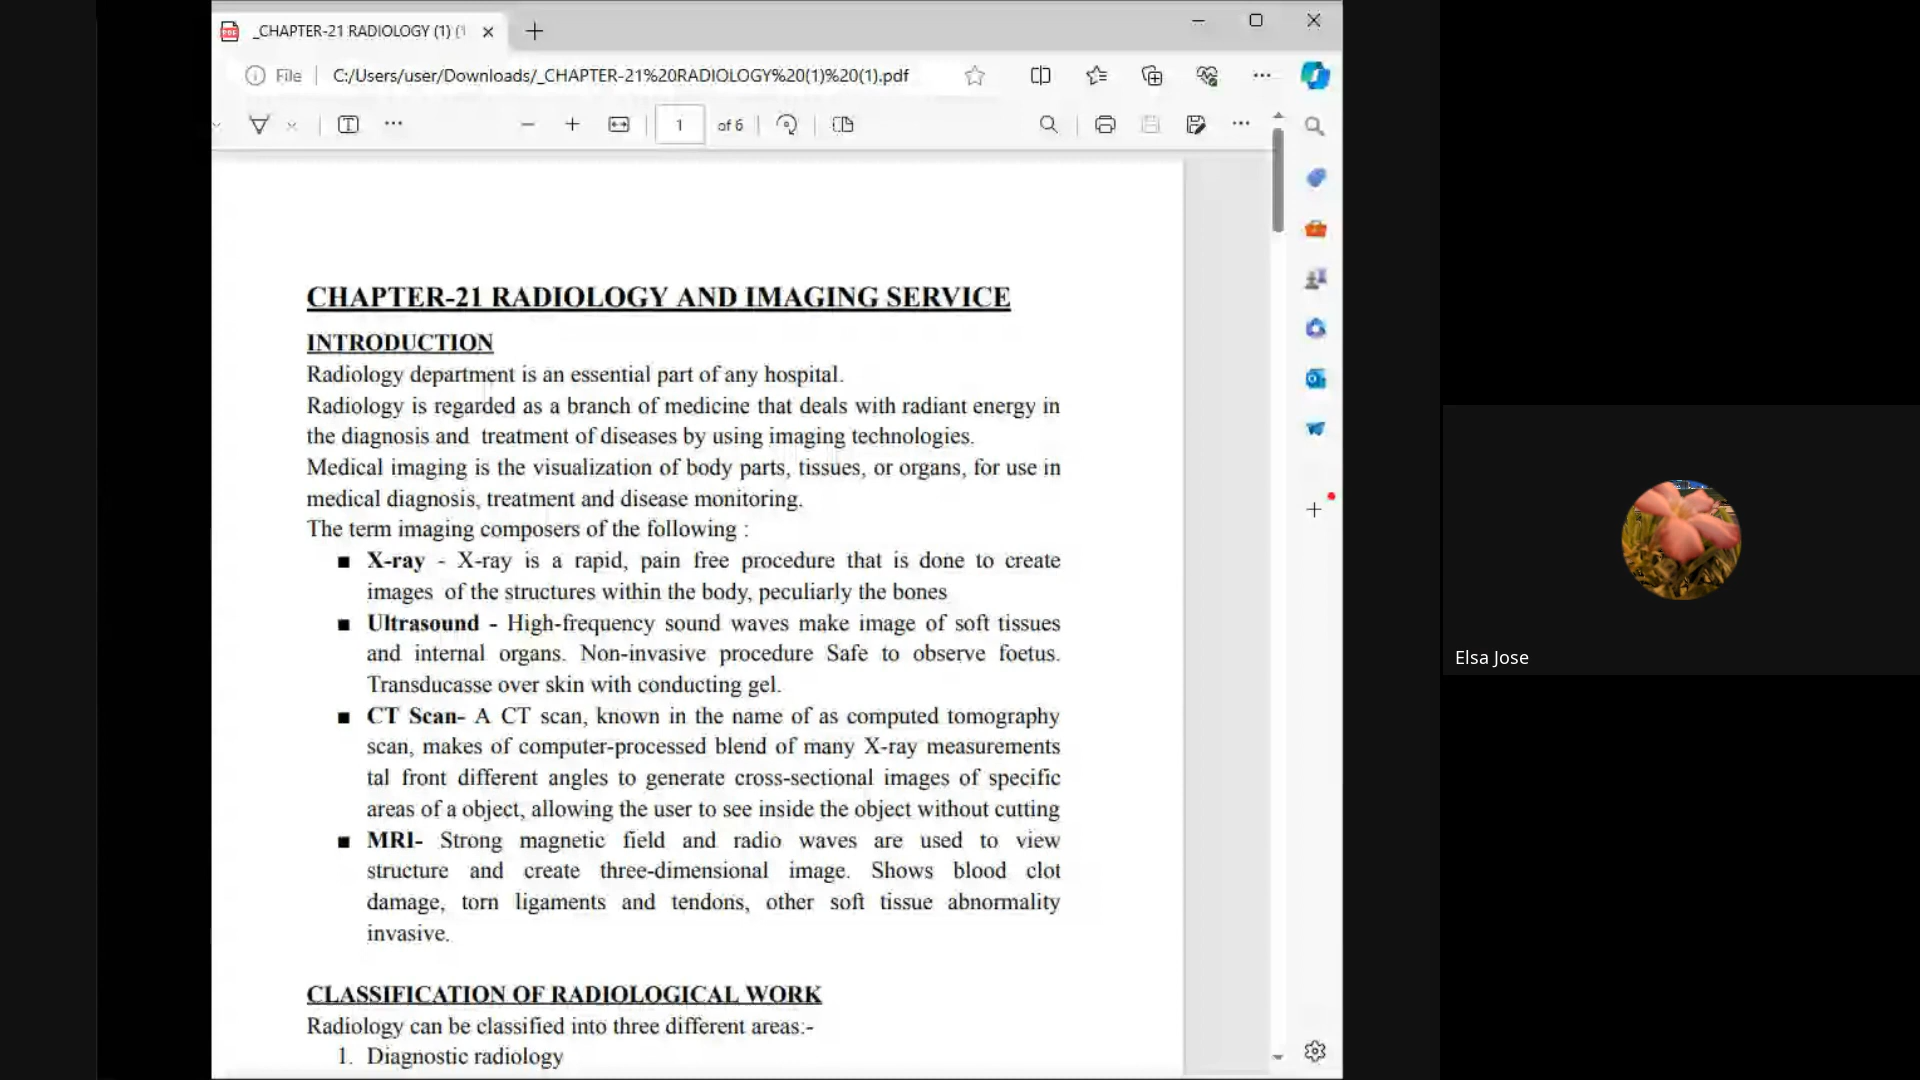 _CHAPTER-21 RADIOLOGY (1) (1
File
C:/Users/user/Downloads/_CHAPTER-21%20RADIOLOGY%20(1)%20(1).pdf
1 of 6
CHAPTER-21 RADIOLOGY AND IMAGING SERVICE
INTRODUCTION
Radiology department is an essential part of any hospital.
Radiology is regarded as a branch of medicine that deals with radiant energy in
the diagnosis and treatment of diseases by using imaging technologies.
Medical imaging is the visualization of body parts, tissues, or organs, for use in
medical diagnosis, treatment and disease monitoring.
The term imaging composers of the following :
■ X-ray - X-ray is a rapid, pain free procedure that is done to create
images of the structures within the body, peculiarly the bones
■ Ultrasound - High-frequency sound waves make image of soft tissues
and internal organs. Non-invasive procedure Safe to observe foetus.
Transducasse over skin with conducting gel.
■ CT Scan- A CT scan, known in the name of as computed tomography
scan, makes of computer-processed blend of many X-ray measurements
tal front different angles to generate cross-sectional images of specific
areas of a object, allowing the user to see inside the object without cutting
■ MRI- Strong magnetic field and radio waves are used to view
structure and create three-dimensional image. Shows blood clot
damage, torn ligaments and tendons, other soft tissue abnormality
invasive.
CLASSIFICATION OF RADIOLOGICAL WORK
Radiology can be classified into three different areas:-
1. Diagnostic radiology
Elsa Jose